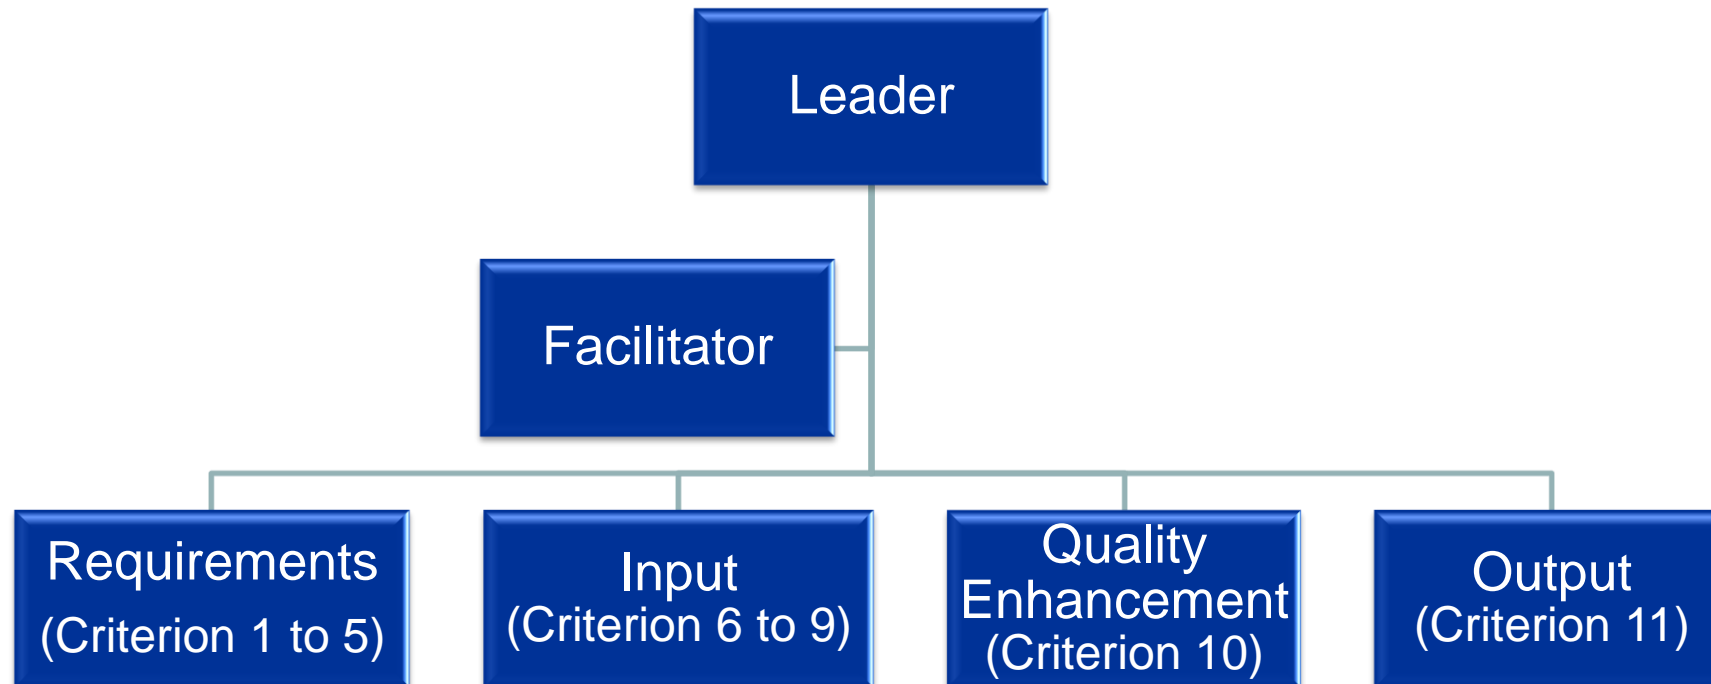 Leader
Facilitator
Requirements
(Criterion 1 to 5)
Input
(Criterion 6 to 9)
Quality
Enhancement
(Criterion 10)
Output
(Criterion 11)